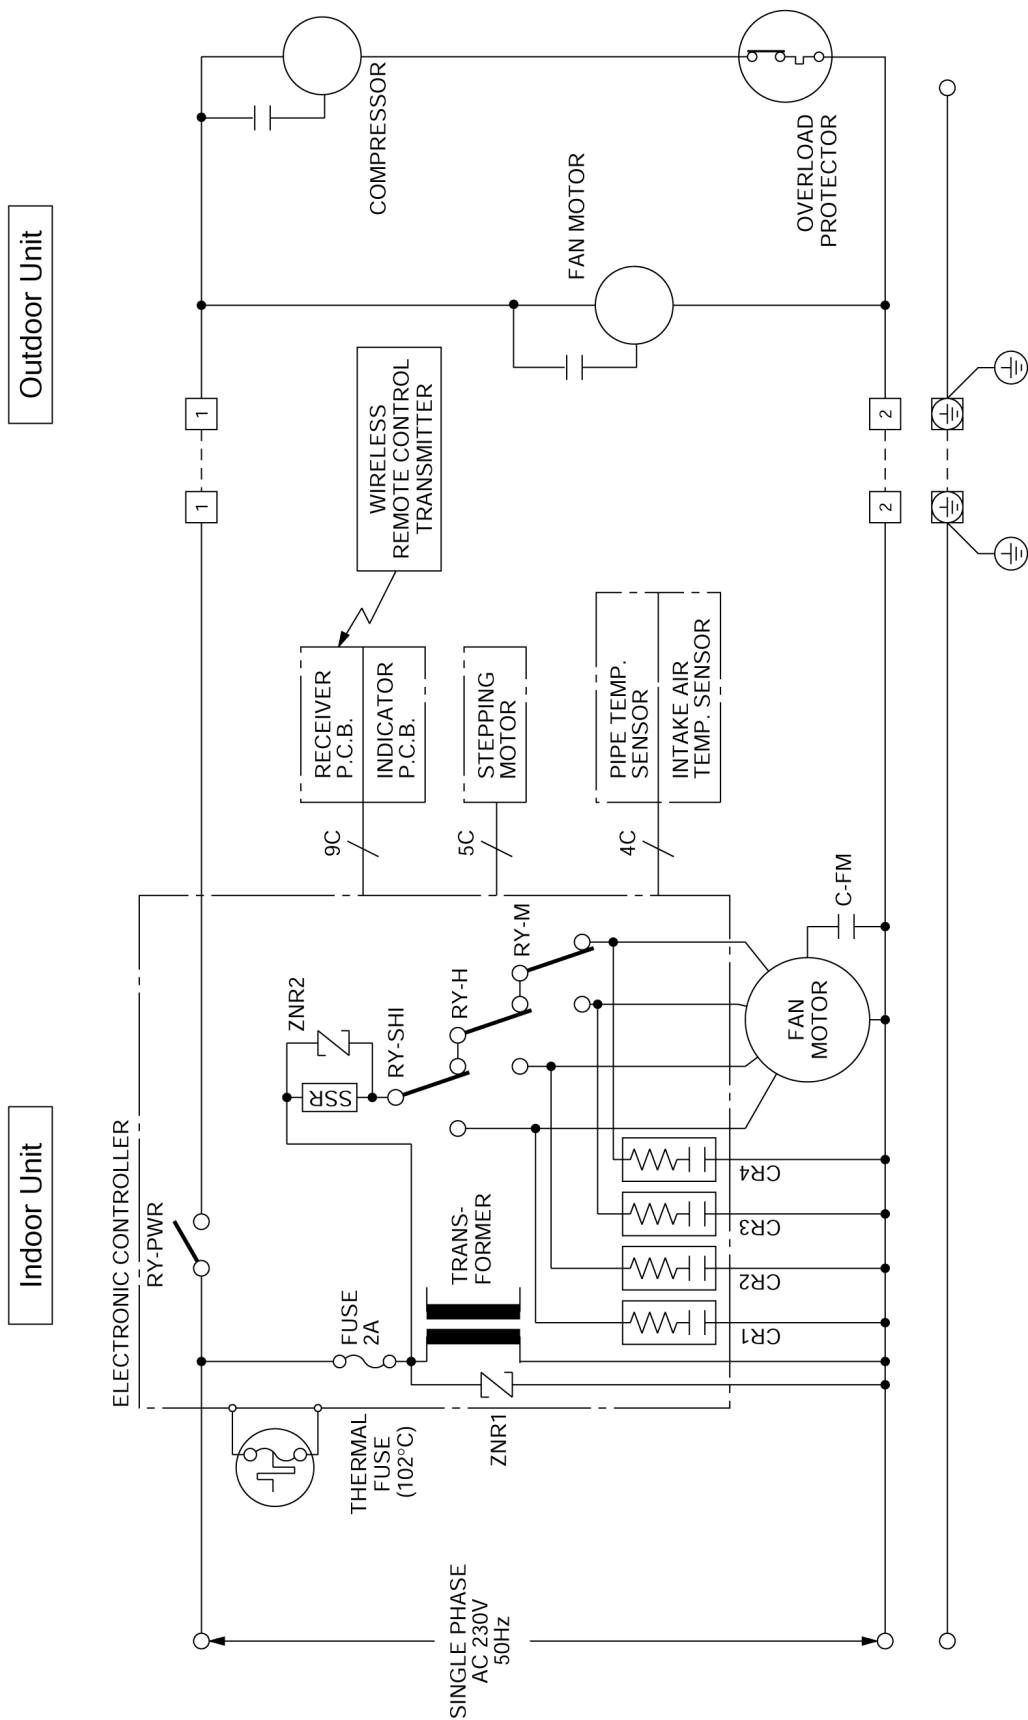 Indoor Unit
Outdoor Unit
ELECTRONIC CONTROLLER
RY-PWR
THERMAL
FUSE
(102°C)
FUSE
2A
ZNR1
TRANS-
FORMER
ZNR2
SSR
RY-SHI
RY-H
RY-M
CR1
CR2
CR3
CR4
FAN
MOTOR
C-FM
9C
5C
4C
RECEIVER
P.C.B.
INDICATOR
P.C.B.
STEPPING
MOTOR
PIPE TEMP.
SENSOR
INTAKE AIR
TEMP. SENSOR
WIRELESS
REMOTE CONTROL
TRANSMITTER
1
1
2
2
FAN MOTOR
COMPRESSOR
OVERLOAD
PROTECTOR
SINGLE PHASE
AC 230V
50Hz